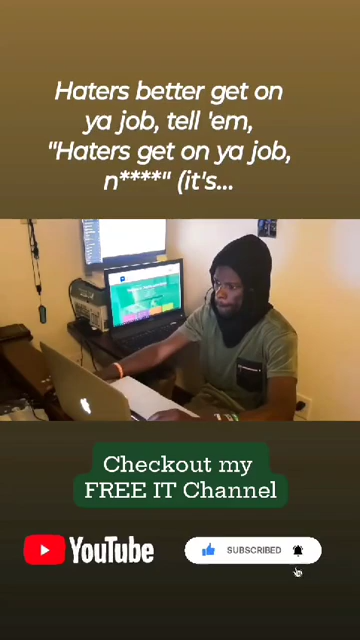 Haters better get on
ya job, tell 'em,
"Haters get on ya job,
n****" (it's...
Checkout my
FREE IT Channel
YouTube
SUBSCRIBED